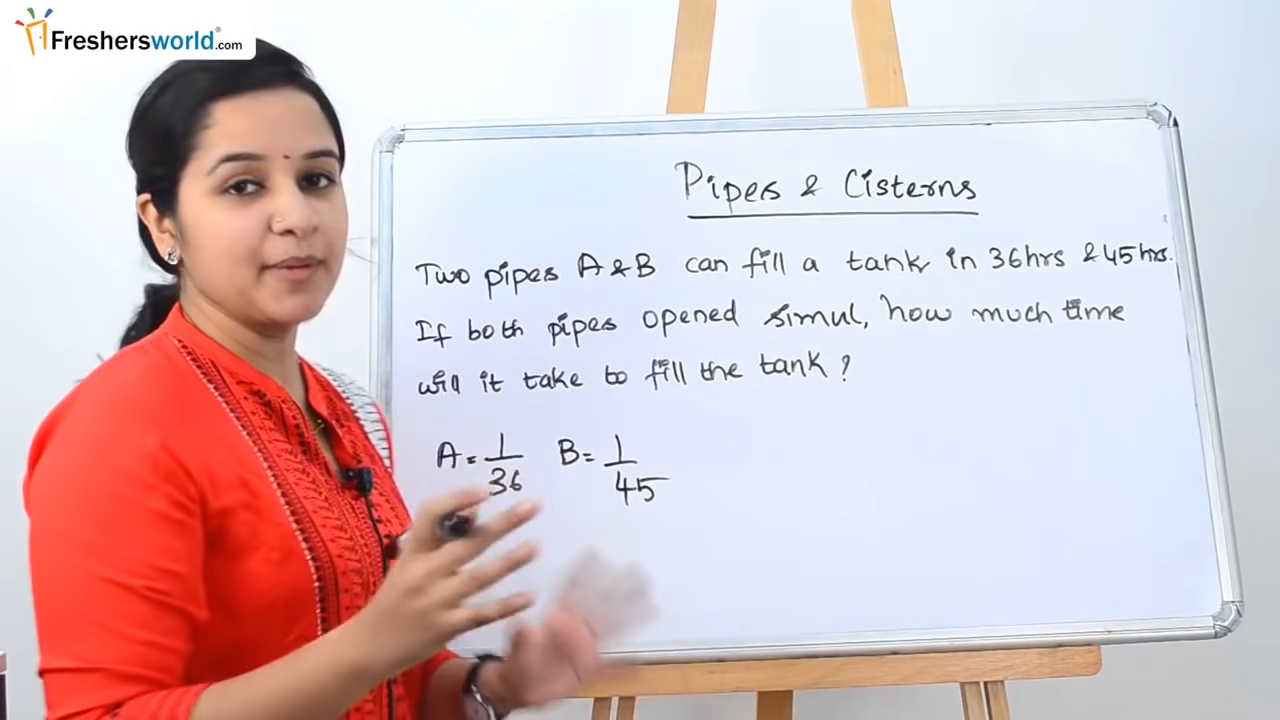 Freshersworld.com
Pipes & Cisterns
Two pipes A & B can fill a tank in 36hrs & 45hrs.
If both pipes opened simul, how much time
will it take to fill the tank?
A = 1/36 B = 1/45